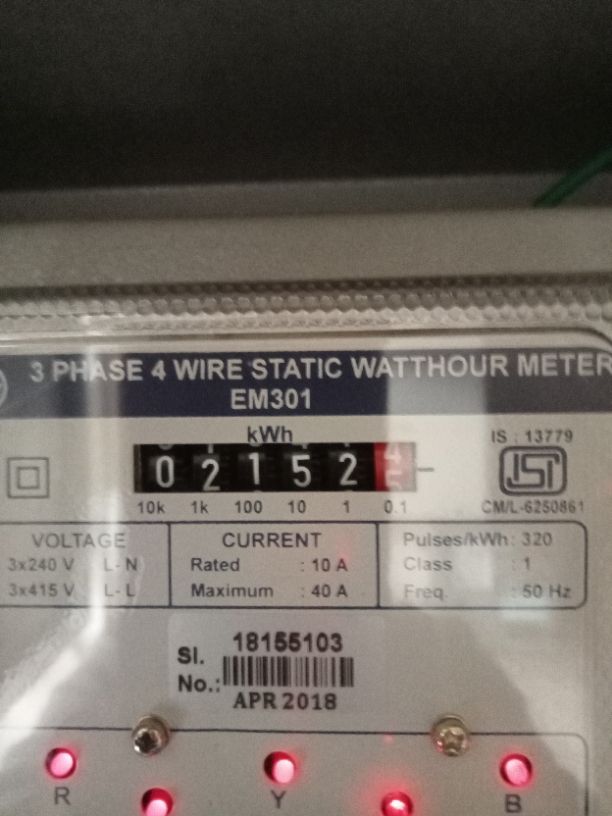 3 PHASE 4 WIRE STATIC WATTHOUR METER
EM301
kWh
IS : 13779
0 2 1 5 2
10k 1k 100 10 1 0.1
ISI
CM/L-6250861
VOLTAGE
3x240 V L-N
3x415 V L-L
CURRENT
Rated : 10 A
Maximum : 40 A
Pulses/kWh: 320
Class : 1
Freq. : 50 Hz
Sl. No.: 18155103
APR 2018
R Y B